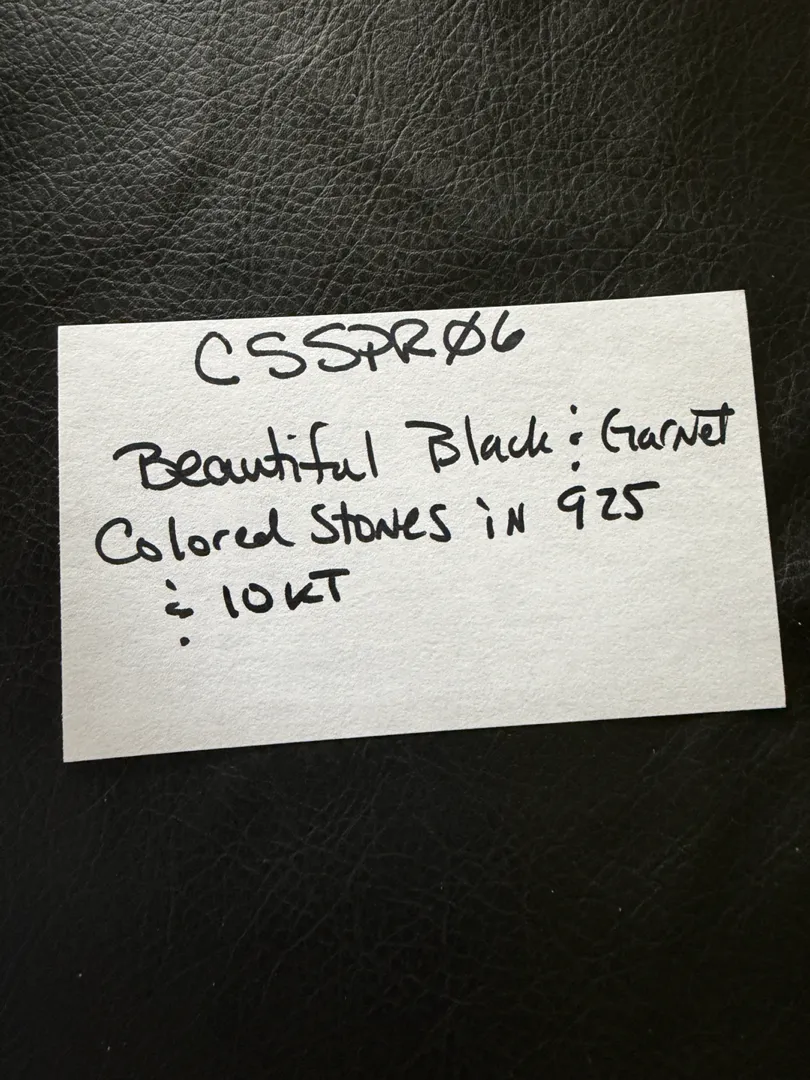 CSSPRØ6
Beautiful Black & Garnet
Colored Stones in 925
& 10KT